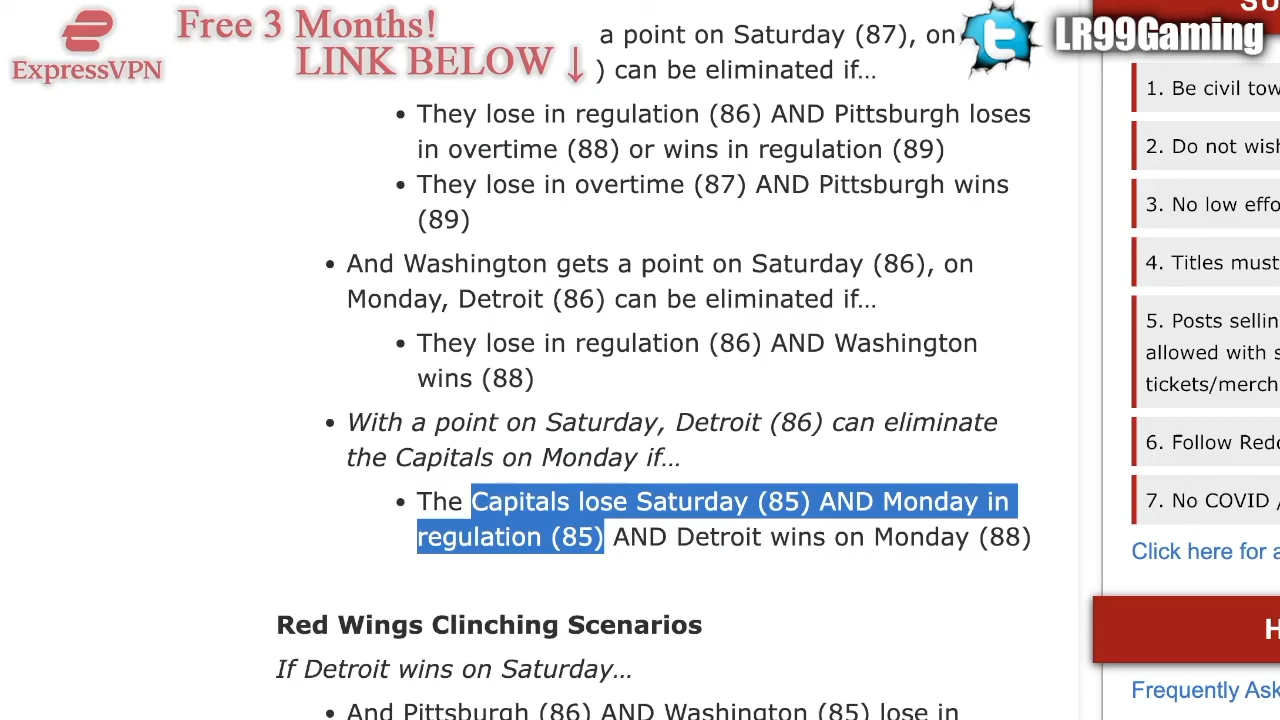 Free 3 Months!
LINK BELOW ↓
ExpressVPN
a point on Saturday (87), on
) can be eliminated if…
LR99Gaming
• They lose in regulation (86) AND Pittsburgh loses
in overtime (88) or wins in regulation (89)
• They lose in overtime (87) AND Pittsburgh wins
(89)
• And Washington gets a point on Saturday (86), on
Monday, Detroit (86) can be eliminated if…
• They lose in regulation (86) AND Washington
wins (88)
• With a point on Saturday, Detroit (86) can eliminate
the Capitals on Monday if…
• The Capitals lose Saturday (85) AND Monday in
regulation (85) AND Detroit wins on Monday (88)
Red Wings Clinching Scenarios
If Detroit wins on Saturday…
• And Pittsburgh (86) AND Washington (85) lose in
1. Be civil tow
2. Do not wish
3. No low effo
4. Titles must
5. Posts sellin
allowed with s
tickets/merch
6. Follow Redd
7. No COVID /
Click here for a
H
Frequently Ask